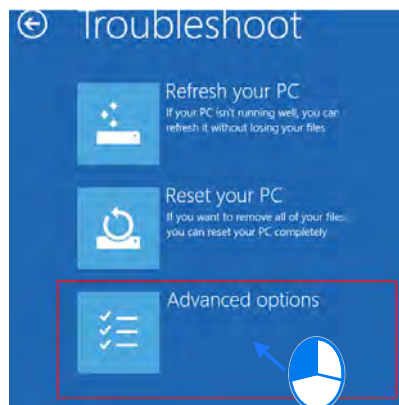 Troubleshoot
Refresh your PC
If your PC isn't running well, you can
refresh it without losing your files
Reset your PC
If you want to remove all of your files,
you can reset your PC completely
Advanced options